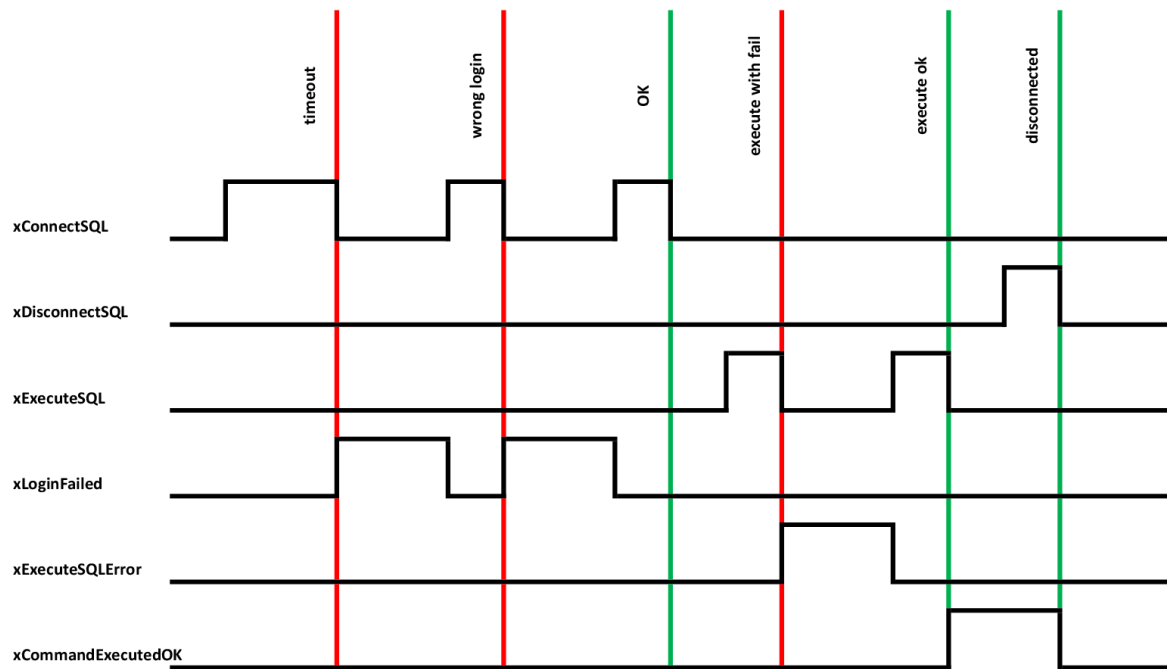 timeout
wrong login
OK
execute with fail
execute ok
disconnected
xConnectSQL
xDisconnectSQL
xExecuteSQL
xLoginFailed
xExecuteSQLError
xCommandExecutedOK